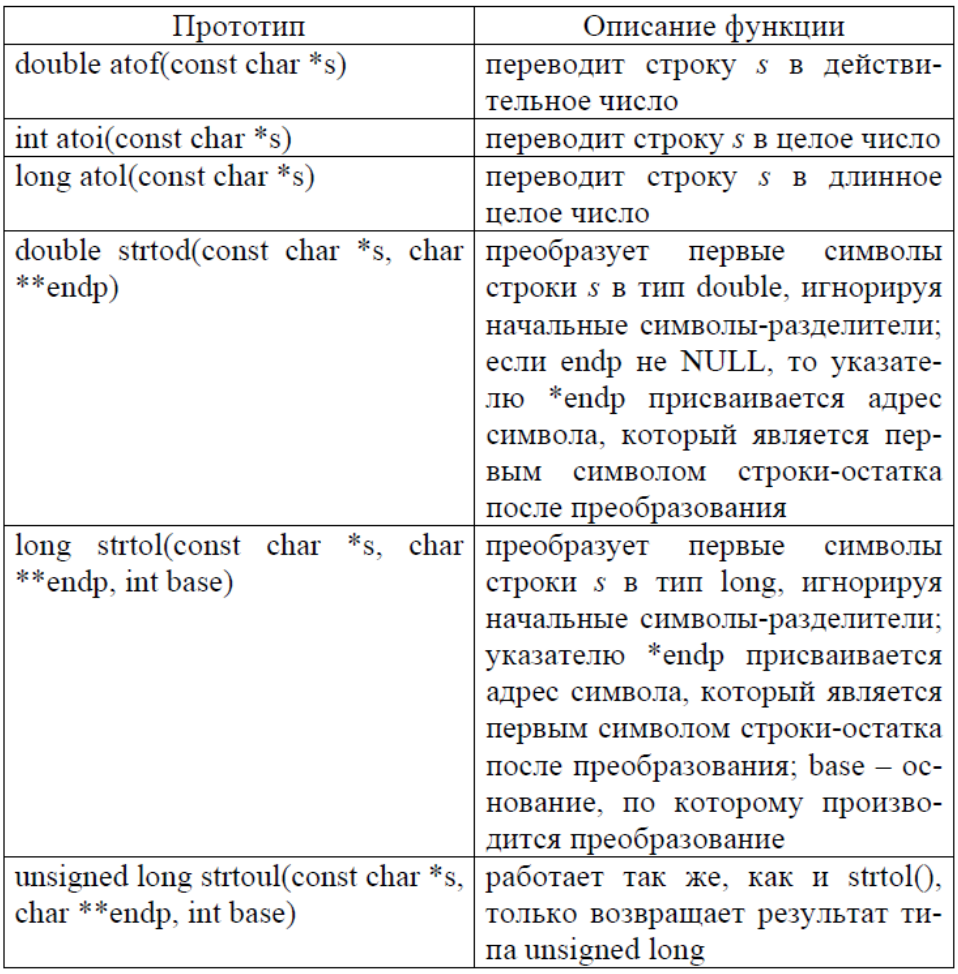 Прототип
Описание функции
double atof(const char *s)
переводит строку s в действи-
тельное число
int atoi(const char *s)
переводит строку s в целое число
long atol(const char *s)
переводит строку s в длинное
целое число
double strtod(const char *s, char
**endp)
преобразует первые символы
строки s в тип double, игнорируя
начальные символы-разделители;
если endp не NULL, то указате-
лю *endp присваивается адрес
символа, который является пер-
вым символом строки-остатка
после преобразования
long strtol(const char *s, char
**endp, int base)
преобразует первые символы
строки s в тип long, игнорируя
начальные символы-разделители;
указателю *endp присваивается
адрес символа, который является
первым символом строки-остатка
после преобразования; base – ос-
нование, по которому произво-
дится преобразование
unsigned long strtoul(const char *s,
char **endp, int base)
работает так же, как и strtol(),
только возвращает результат ти-
па unsigned long